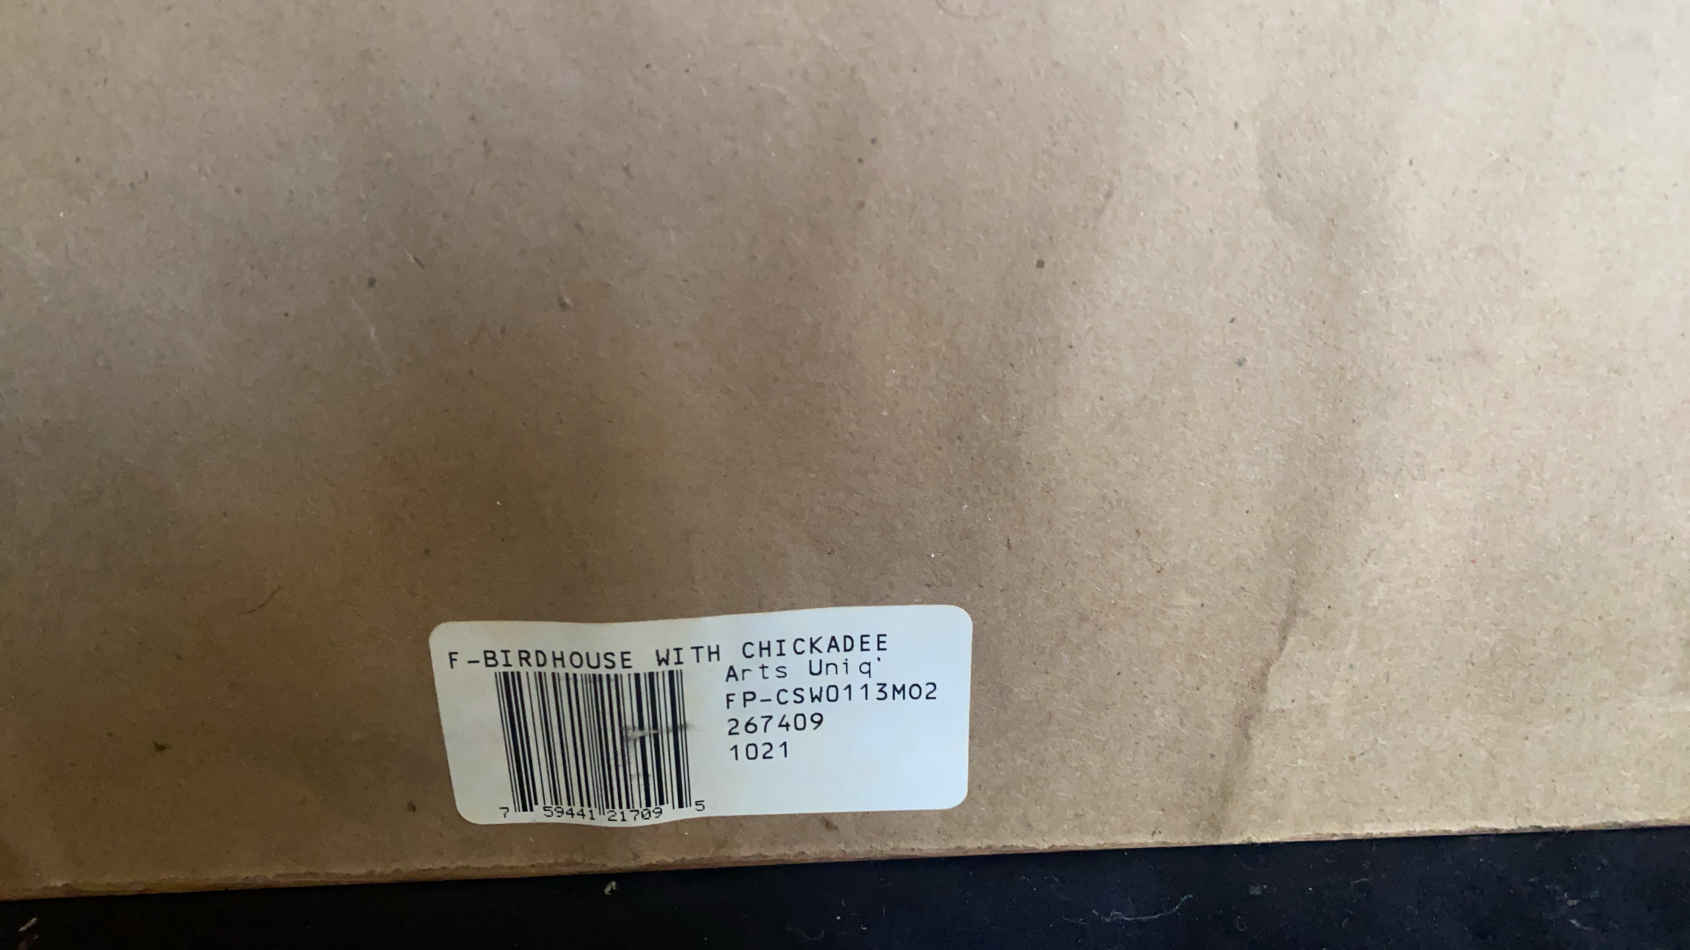 F-BIRDHOUSE WITH CHICKADEE
Arts Uniq'
FP-CSW0113M02
267409
1021
7 59441 21709 5